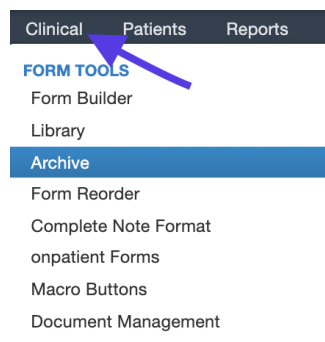 Clinical Patients Reports
FORM TOOLS
Form Builder
Library
Archive
Form Reorder
Complete Note Format
onpatient Forms
Macro Buttons
Document Management